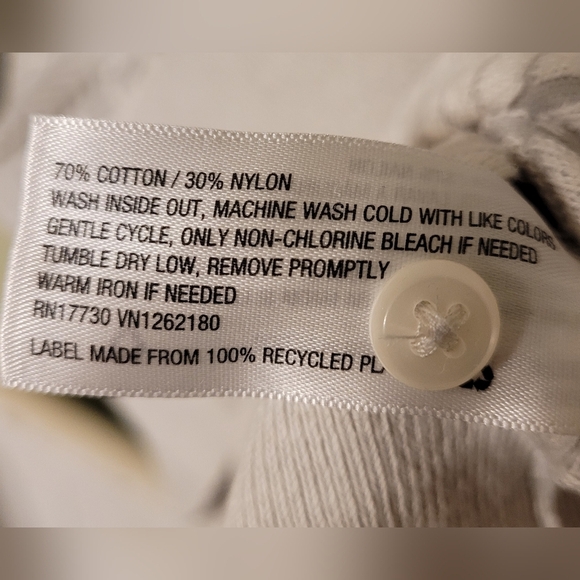 70% COTTON / 30% NYLON
WASH INSIDE OUT, MACHINE WASH COLD WITH LIKE COLORS
GENTLE CYCLE, ONLY NON-CHLORINE BLEACH IF NEEDED
TUMBLE DRY LOW, REMOVE PROMPTLY
WARM IRON IF NEEDED
RN17730 VN1262180
LABEL MADE FROM 100% RECYCLED